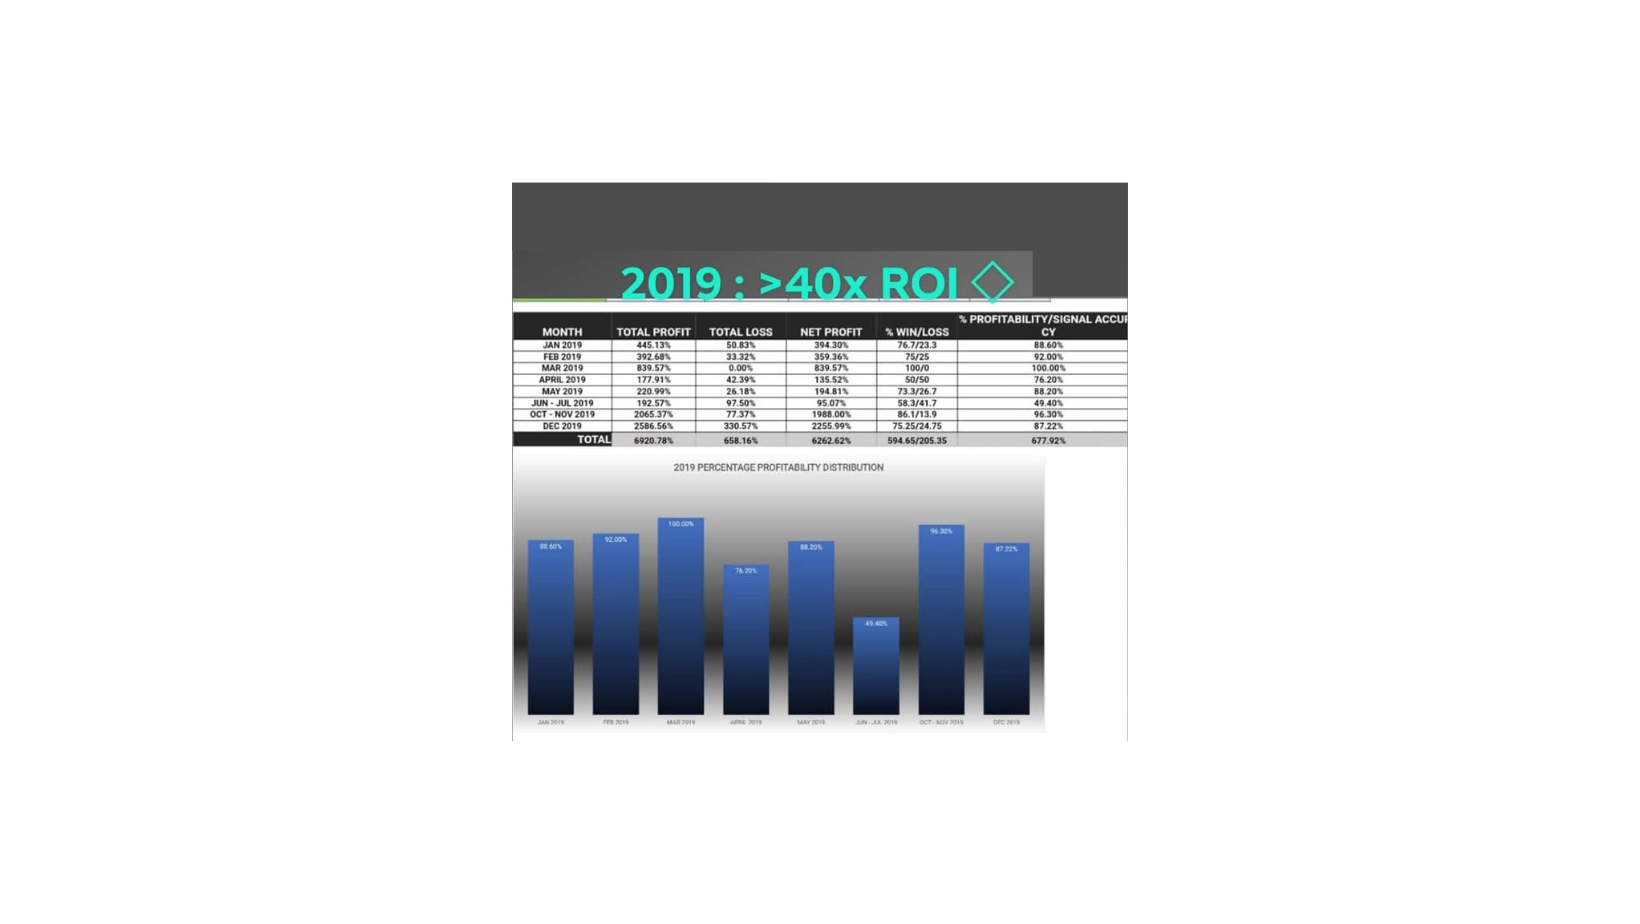 2019 : >40x ROI
MONTH TOTAL PROFIT TOTAL LOSS NET PROFIT % WIN/LOSS % PROFITABILITY/SIGNAL ACCUR
CY
JAN 2019 445.13% 50.83% 394.30% 76.7/23.3 88.60%
FEB 2019 392.68% 33.32% 359.36% 75/25 92.00%
MAR 2019 839.57% 0.00% 839.57% 100/0 100.00%
APRIL 2019 177.91% 42.39% 135.52% 50/50 76.20%
MAY 2019 220.99% 26.18% 194.81% 73.3/26.7 88.20%
JUN - JUL 2019 192.57% 97.50% 95.07% 58.3/41.7 49.40%
OCT - NOV 2019 2065.37% 77.37% 1988.00% 86.1/13.9 96.30%
DEC 2019 2586.56% 330.57% 2255.99% 75.25/24.75 87.22%
TOTAL 6920.78% 658.16% 6262.62% 594.65/205.35 677.92%
2019 PERCENTAGE PROFITABILITY DISTRIBUTION
88.60% 92.00% 100.00% 76.20% 88.20% 49.40% 96.30% 87.22%
JAN 2019 FEB 2019 MAR 2019 APRIL 2019 MAY 2019 JUN - JUL 2019 OCT - NOV 2019 DEC 2019